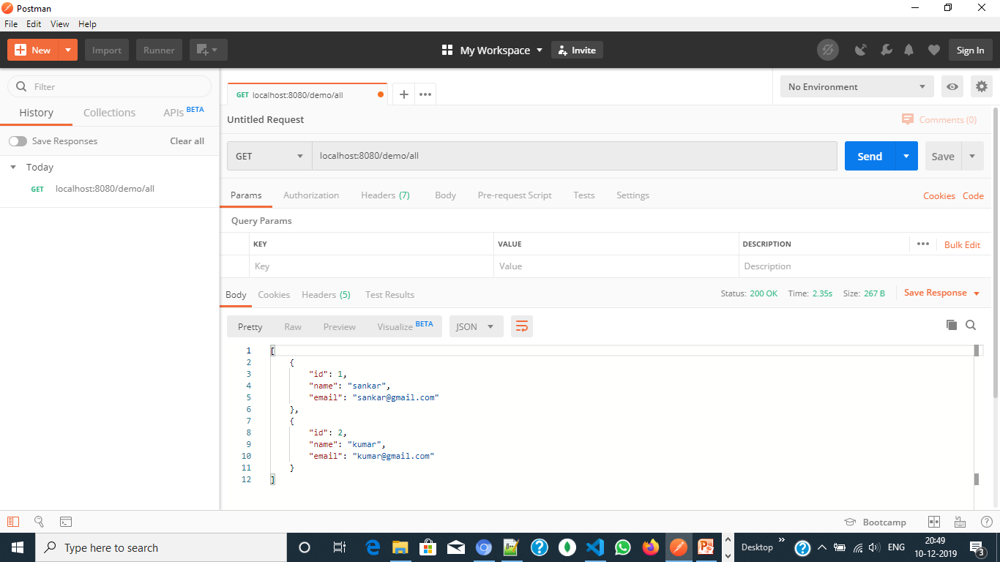 Postman
File Edit View Help
New Import Runner My Workspace Invite Sign In
Filter
History Collections APIs BETA
Save Responses Clear all
Today
GET localhost:8080/demo/all
GET localhost:8080/demo/all
No Environment
Untitled Request Comments (0)
GET localhost:8080/demo/all Send Save
Params Authorization Headers (7) Body Pre-request Script Tests Settings Cookies Code
Query Params
KEY VALUE DESCRIPTION Bulk Edit
Key Value Description
Body Cookies Headers (5) Test Results Status: 200 OK Time: 2.35s Size: 267 B Save Response
Pretty Raw Preview Visualize BETA JSON
1 [
2 {
3 "id": 1,
4 "name": "sankar",
5 "email": "sankar@gmail.com"
6 },
7 {
8 "id": 2,
9 "name": "kumar",
10 "email": "kumar@gmail.com"
11 }
12 ]
Bootcamp
Type here to search Desktop ENG 20:49
10-12-2019 3